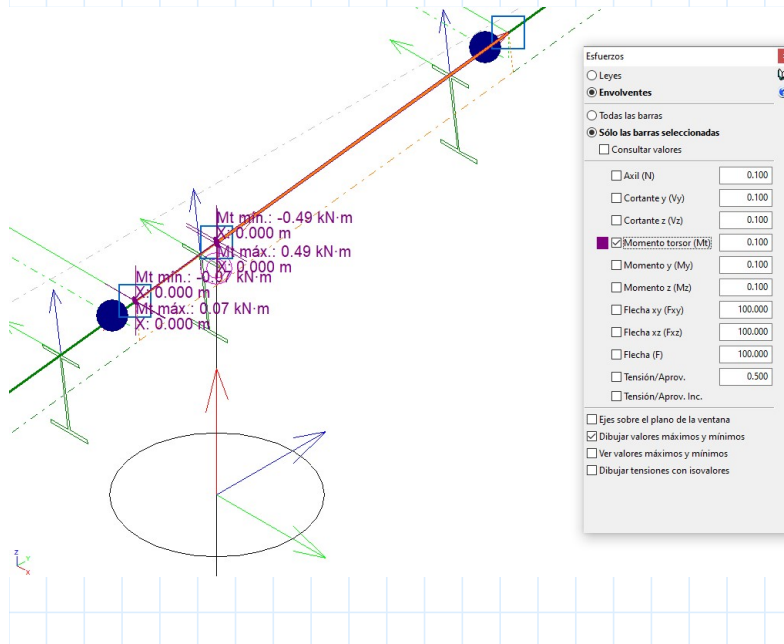 Mt mín.: -0.49 kN·m
X: 0.000 m
Mt máx.: 0.49 kN·m
X: 0.000 m
Mt mín.: -0.07 kN·m
X: 0.000 m
Mt máx.: 0.07 kN·m
X: 0.000 m
Z
Y
X
Esfuerzos
Leyes
Envolventes
Todas las barras
Sólo las barras seleccionadas
Consultar valores
Axil (N) 0.100
Cortante y (Vy) 0.100
Cortante z (Vz) 0.100
Momento torsor (Mt) 0.100
Momento y (My) 0.100
Momento z (Mz) 0.100
Flecha xy (Fxy) 100.000
Flecha xz (Fxz) 100.000
Flecha (F) 100.000
Tensión/Aprov. 0.500
Tensión/Aprov. Inc.
Ejes sobre el plano de la ventana
Dibujar valores máximos y mínimos
Ver valores máximos y mínimos
Dibujar tensiones con isovalores